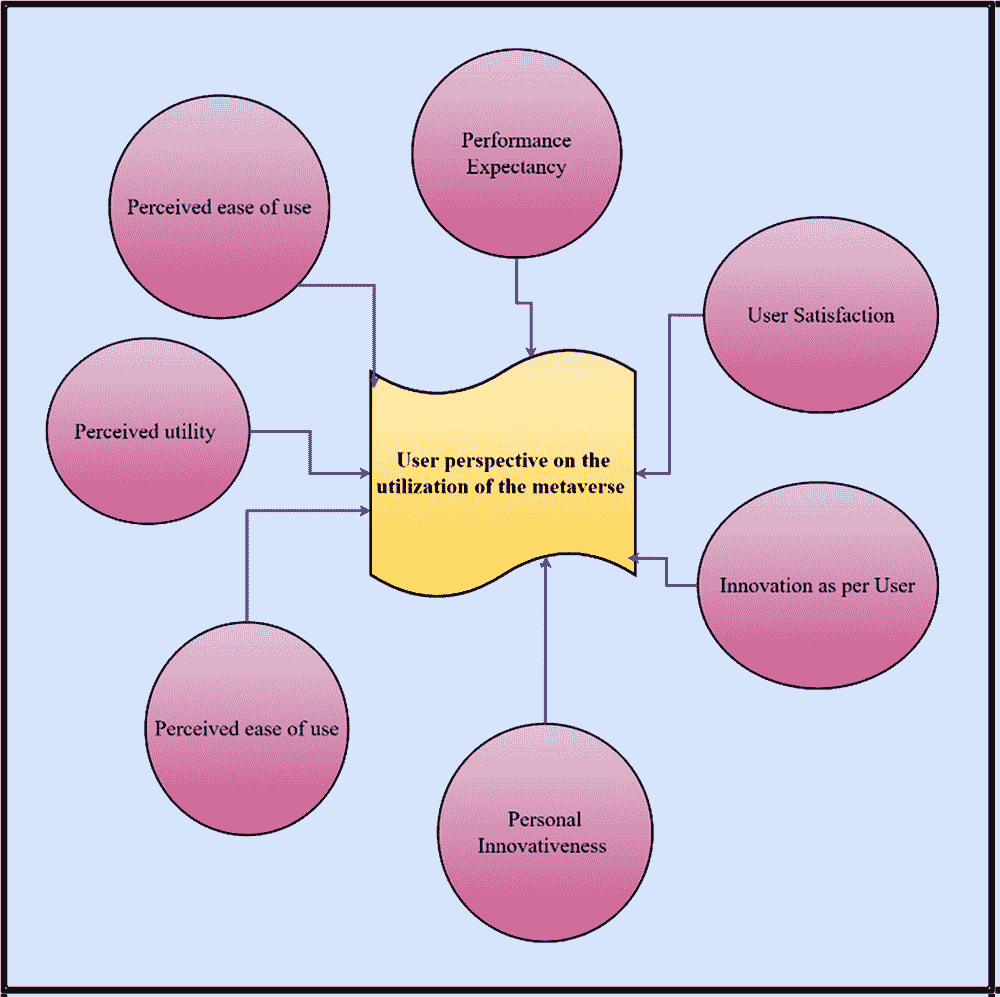 Performance
Expectancy
Perceived ease of use
User Satisfaction
Perceived utility
User perspective on the
utilization of the metaverse
Innovation as per User
Perceived ease of use
Personal
Innovativeness